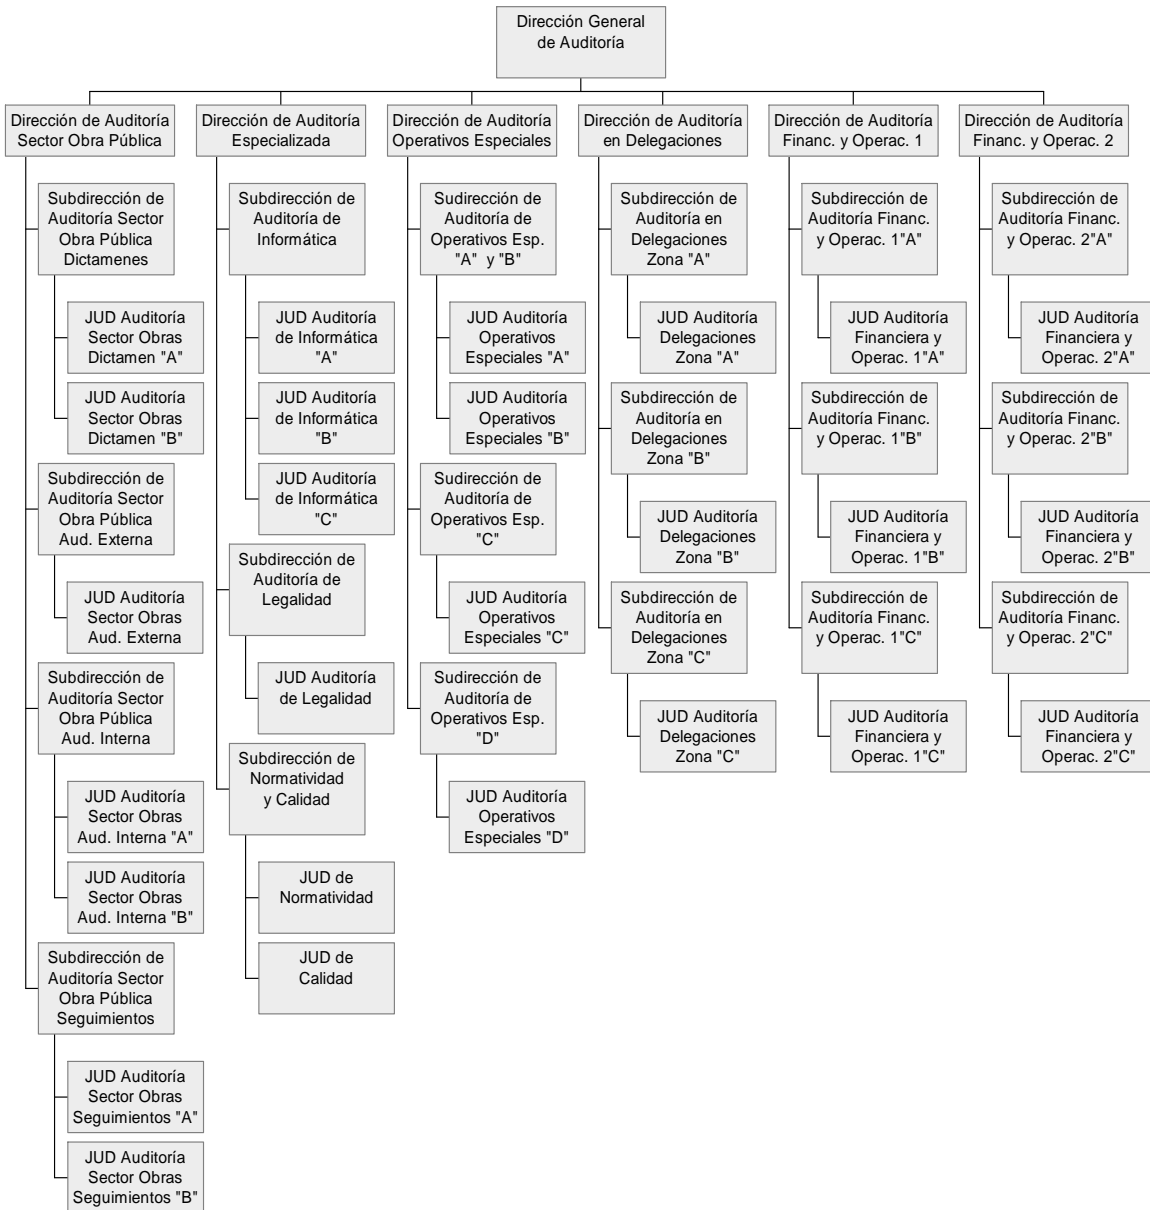 Dirección General
de Auditoría
Dirección de Auditoría
Sector Obra Pública
Subdirección de
Auditoría Sector
Obra Pública
Dictamenes
JUD Auditoría
Sector Obras
Dictamen "A"
JUD Auditoría
Sector Obras
Dictamen "B"
Subdirección de
Auditoría Sector
Obra Pública
Aud. Externa
JUD Auditoría
Sector Obras
Aud. Externa
Subdirección de
Auditoría Sector
Obra Pública
Aud. Interna
JUD Auditoría
Sector Obras
Aud. Interna "A"
JUD Auditoría
Sector Obras
Aud. Interna "B"
Subdirección de
Auditoría Sector
Obra Pública
Seguimientos
JUD Auditoría
Sector Obras
Seguimientos "A"
JUD Auditoría
Sector Obras
Seguimientos "B"
Dirección de Auditoría
Especializada
Subdirección de
Auditoría de
Informática
JUD Auditoría
de Informática
"A"
JUD Auditoría
de Informática
"B"
JUD Auditoría
de Informática
"C"
Subdirección de
Auditoría de
Legalidad
JUD Auditoría
de Legalidad
Subdirección de
Normatividad
y Calidad
JUD de
Normatividad
JUD de
Calidad
Dirección de Auditoría
Operativos Especiales
Sudirección de
Auditoría de
Operativos Esp.
"A" y "B"
JUD Auditoría
Operativos
Especiales "A"
JUD Auditoría
Operativos
Especiales "B"
Sudirección de
Auditoría de
Operativos Esp.
"C"
JUD Auditoría
Operativos
Especiales "C"
Sudirección de
Auditoría de
Operativos Esp.
"D"
JUD Auditoría
Operativos
Especiales "D"
Dirección de Auditoría
en Delegaciones
Subdirección de
Auditoría en
Delegaciones
Zona "A"
JUD Auditoría
Delegaciones
Zona "A"
Subdirección de
Auditoría en
Delegaciones
Zona "B"
JUD Auditoría
Delegaciones
Zona "B"
Subdirección de
Auditoría en
Delegaciones
Zona "C"
JUD Auditoría
Delegaciones
Zona "C"
Dirección de Auditoría
Financ. y Operac. 1
Subdirección de
Auditoría Financ.
y Operac. 1"A"
JUD Auditoría
Financiera y
Operac. 1"A"
Subdirección de
Auditoría Financ.
y Operac. 1"B"
JUD Auditoría
Financiera y
Operac. 1"B"
Subdirección de
Auditoría Financ.
y Operac. 1"C"
JUD Auditoría
Financiera y
Operac. 1"C"
Dirección de Auditoría
Financ. y Operac. 2
Subdirección de
Auditoría Financ.
y Operac. 2"A"
JUD Auditoría
Financiera y
Operac. 2"A"
Subdirección de
Auditoría Financ.
y Operac. 2"B"
JUD Auditoría
Financiera y
Operac. 2"B"
Subdirección de
Auditoría Financ.
y Operac. 2"C"
JUD Auditoría
Financiera y
Operac. 2"C"